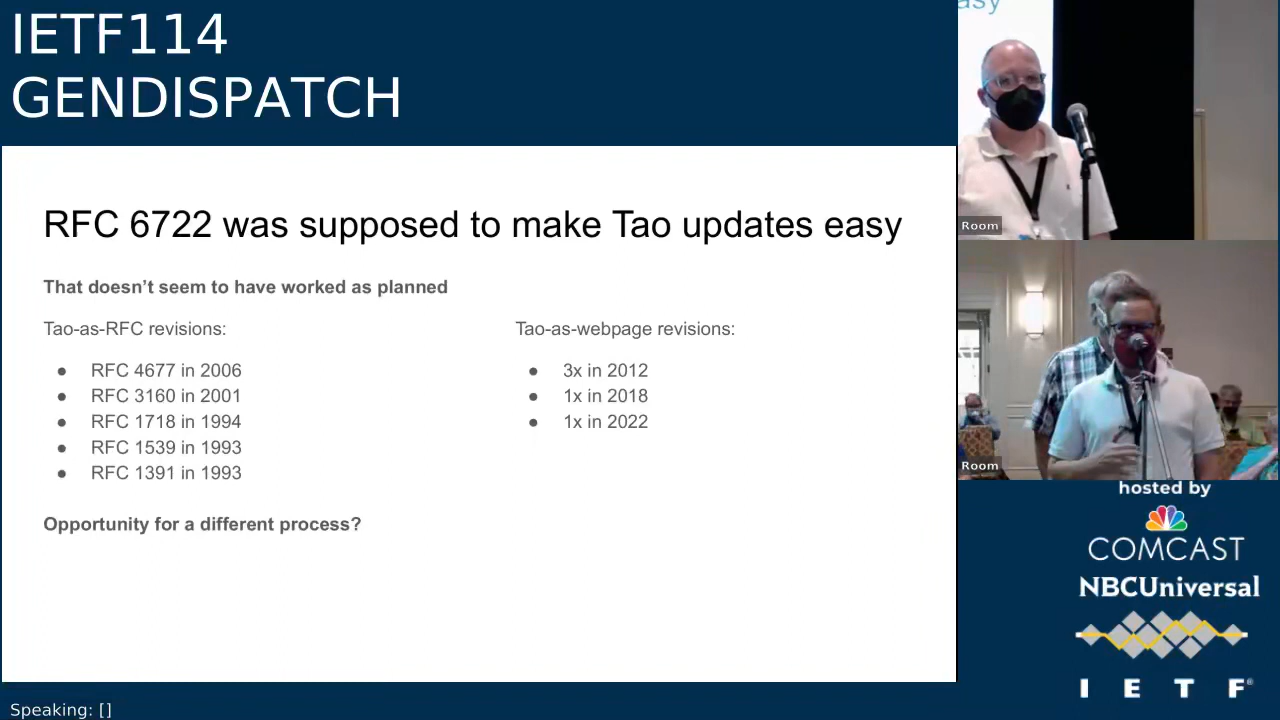 IETF114
GENDISPATCH
RFC 6722 was supposed to make Tao updates easy
That doesn’t seem to have worked as planned
Tao-as-RFC revisions:
● RFC 4677 in 2006
● RFC 3160 in 2001
● RFC 1718 in 1994
● RFC 1539 in 1993
● RFC 1391 in 1993
Tao-as-webpage revisions:
● 3x in 2012
● 1x in 2018
● 1x in 2022
Opportunity for a different process?
Speaking: []
asy
Room
Room
hosted by
COMCAST
NBCUniversal
I E T F®